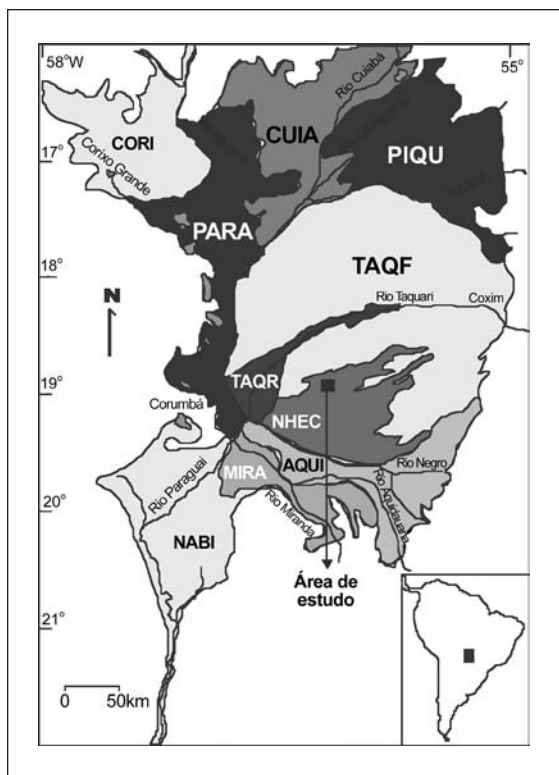 58°W
55°
Rio Cuiabá
CORI
CUIA
17°
PIQU
Corixo Grande
PARA
TAQF
18°
N
Rio Taquari
Coxim
19°
TAQR
NHEC
Corumbá
AQUI
Rio Negro
MIRA
Rio Paraguai
Rio Miranda
Rio Aquidauana
20°
NABI
Área de
estudo
21°
0 50km